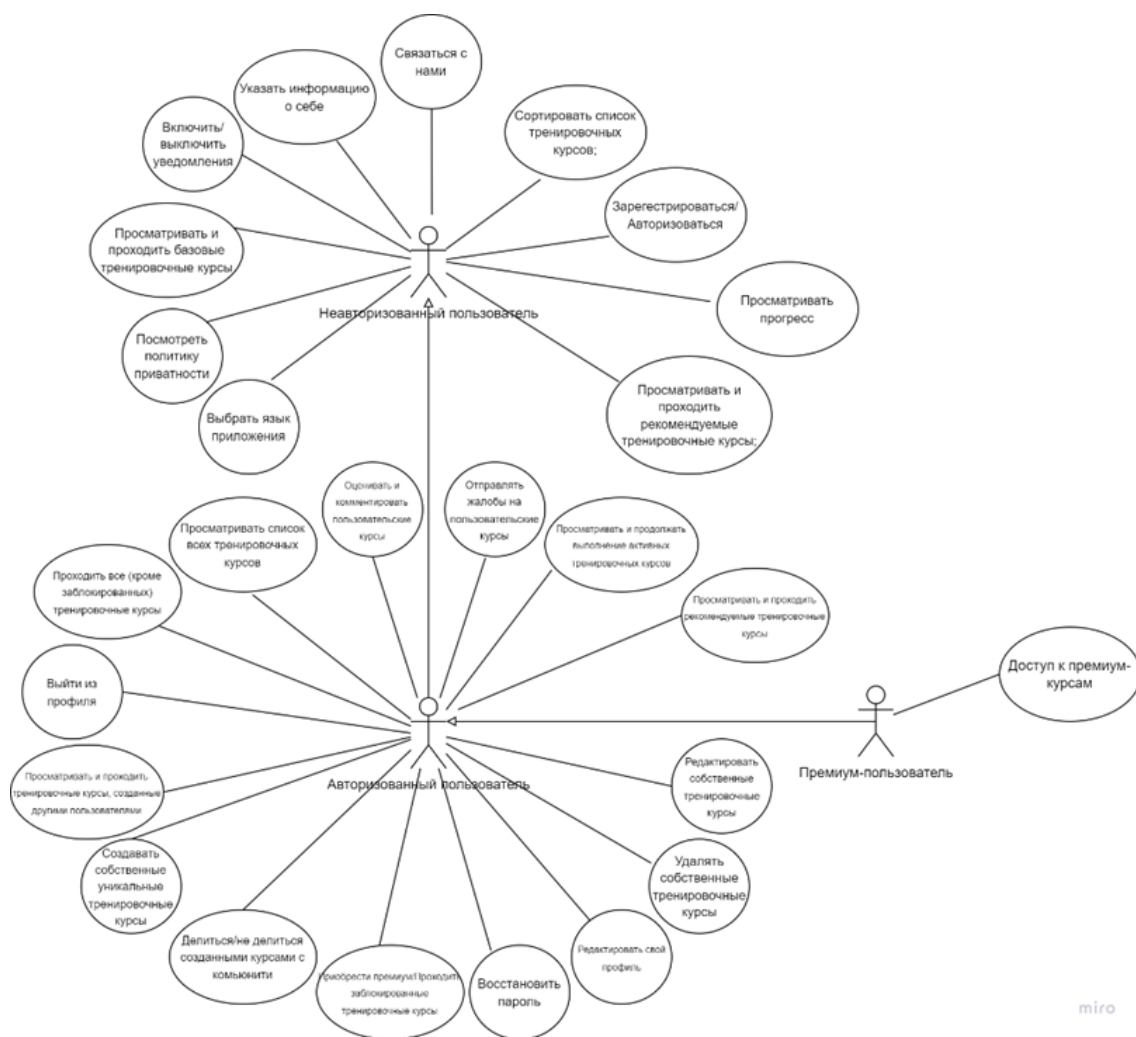 Связаться с
нами
Указать информацию
о себе
Сортировать список
тренировочных
курсов;
Включить/
выключить
уведомления
Зарегестрироваться/
Авторизоваться
Просматривать и
проходить базовые
тренировочные курсы
Просматривать
прогресс
Неавторизованный пользователь
Посмотреть
политику
приватности
Просматривать и
проходить
рекомендуемые
тренировочные курсы;
Выбрать язык
приложения
Оценивать и
комментировать
пользовательские
курсы
Отправлять
жалобы на
пользовательские
курсы
Просматривать список
всех тренировочных
курсов
Просматривать и продолжать
выполнение активных
тренировочных курсов
Проходить все (кроме
заблокированных)
тренировочные курсы
Просматривать и проходить
рекомендуемые тренировочные
курсы
Выйти из
профиля
Доступ к премиум-
курсам
Авторизованный пользователь
Премиум-пользователь
Просматривать и проходить
тренировочные курсы, созданные
другими пользователями
Редактировать
собственные
тренировочные
курсы
Создавать
собственные
уникальные
тренировочные
курсы
Удалять
собственные
тренировочные
курсы
Делиться/не делиться
созданными курсами с
комьюнити
Приобрести премиум/Проходить
заблокированные
тренировочные курсы
Восстановить
пароль
Редактировать свой
профиль
miro